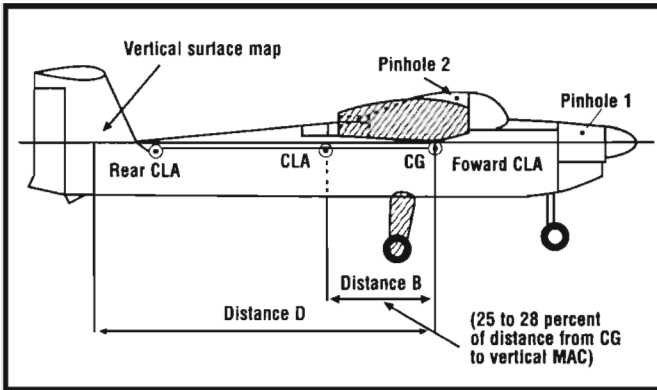 Vertical surface map
Pinhole 2
Pinhole 1
Rear CLA
CLA
CG
Foward CLA
Distance B
Distance D
(25 to 28 percent
of distance from CG
to vertical MAC)